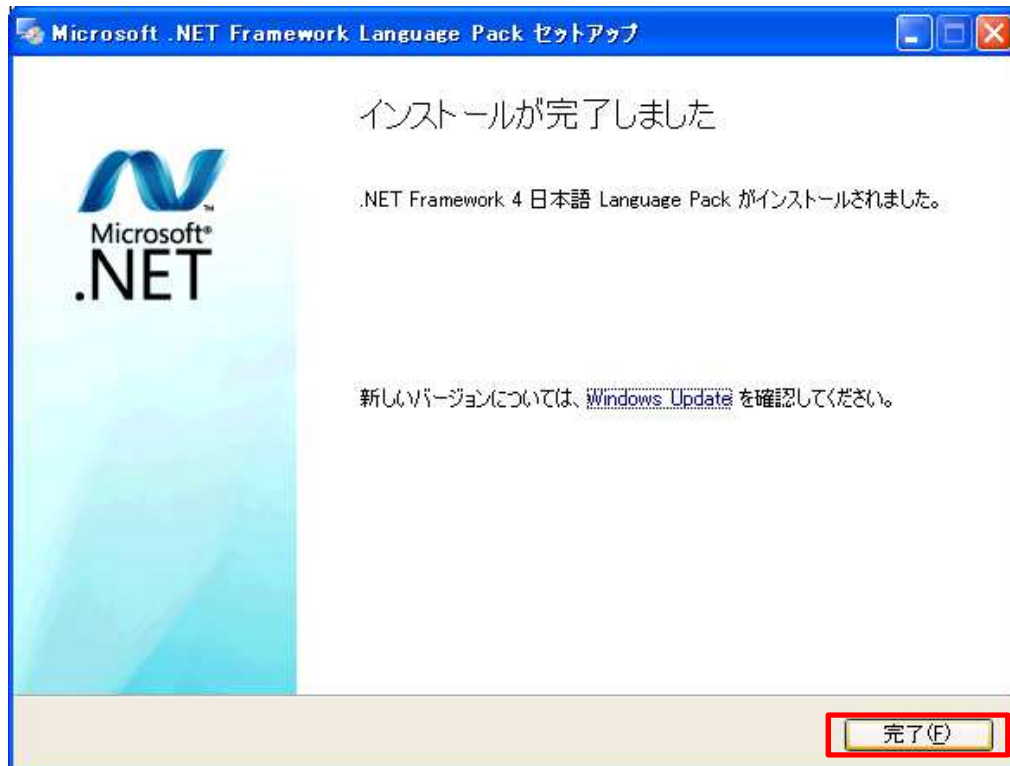 Microsoft .NET Framework Language Pack セットアップ
インストールが完了しました
.NET Framework 4 日本語 Language Pack がインストールされました。
Microsoft®
.NET™
新しいバージョンについては、Windows Update を確認してください。
完了(F)